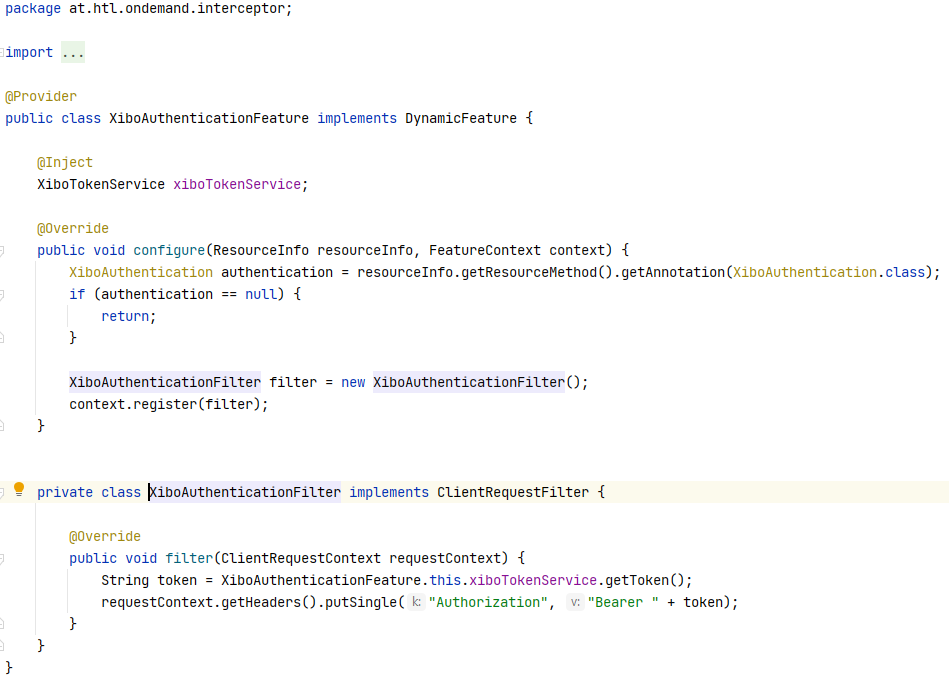 package at.htl.ondemand.interceptor;
import ...
@Provider
public class XiboAuthenticationFeature implements DynamicFeature {
@Inject
XiboTokenService xiboTokenService;
@Override
public void configure(ResourceInfo resourceInfo, FeatureContext context) {
XiboAuthentication authentication = resourceInfo.getResourceMethod().getAnnotation(XiboAuthentication.class);
if (authentication == null) {
return;
}
XiboAuthenticationFilter filter = new XiboAuthenticationFilter();
context.register(filter);
}
private class XiboAuthenticationFilter implements ClientRequestFilter {
@Override
public void filter(ClientRequestContext requestContext) {
String token = XiboAuthenticationFeature.this.xiboTokenService.getToken();
requestContext.getHeaders().putSingle( k: "Authorization", v: "Bearer " + token);
}
}
}